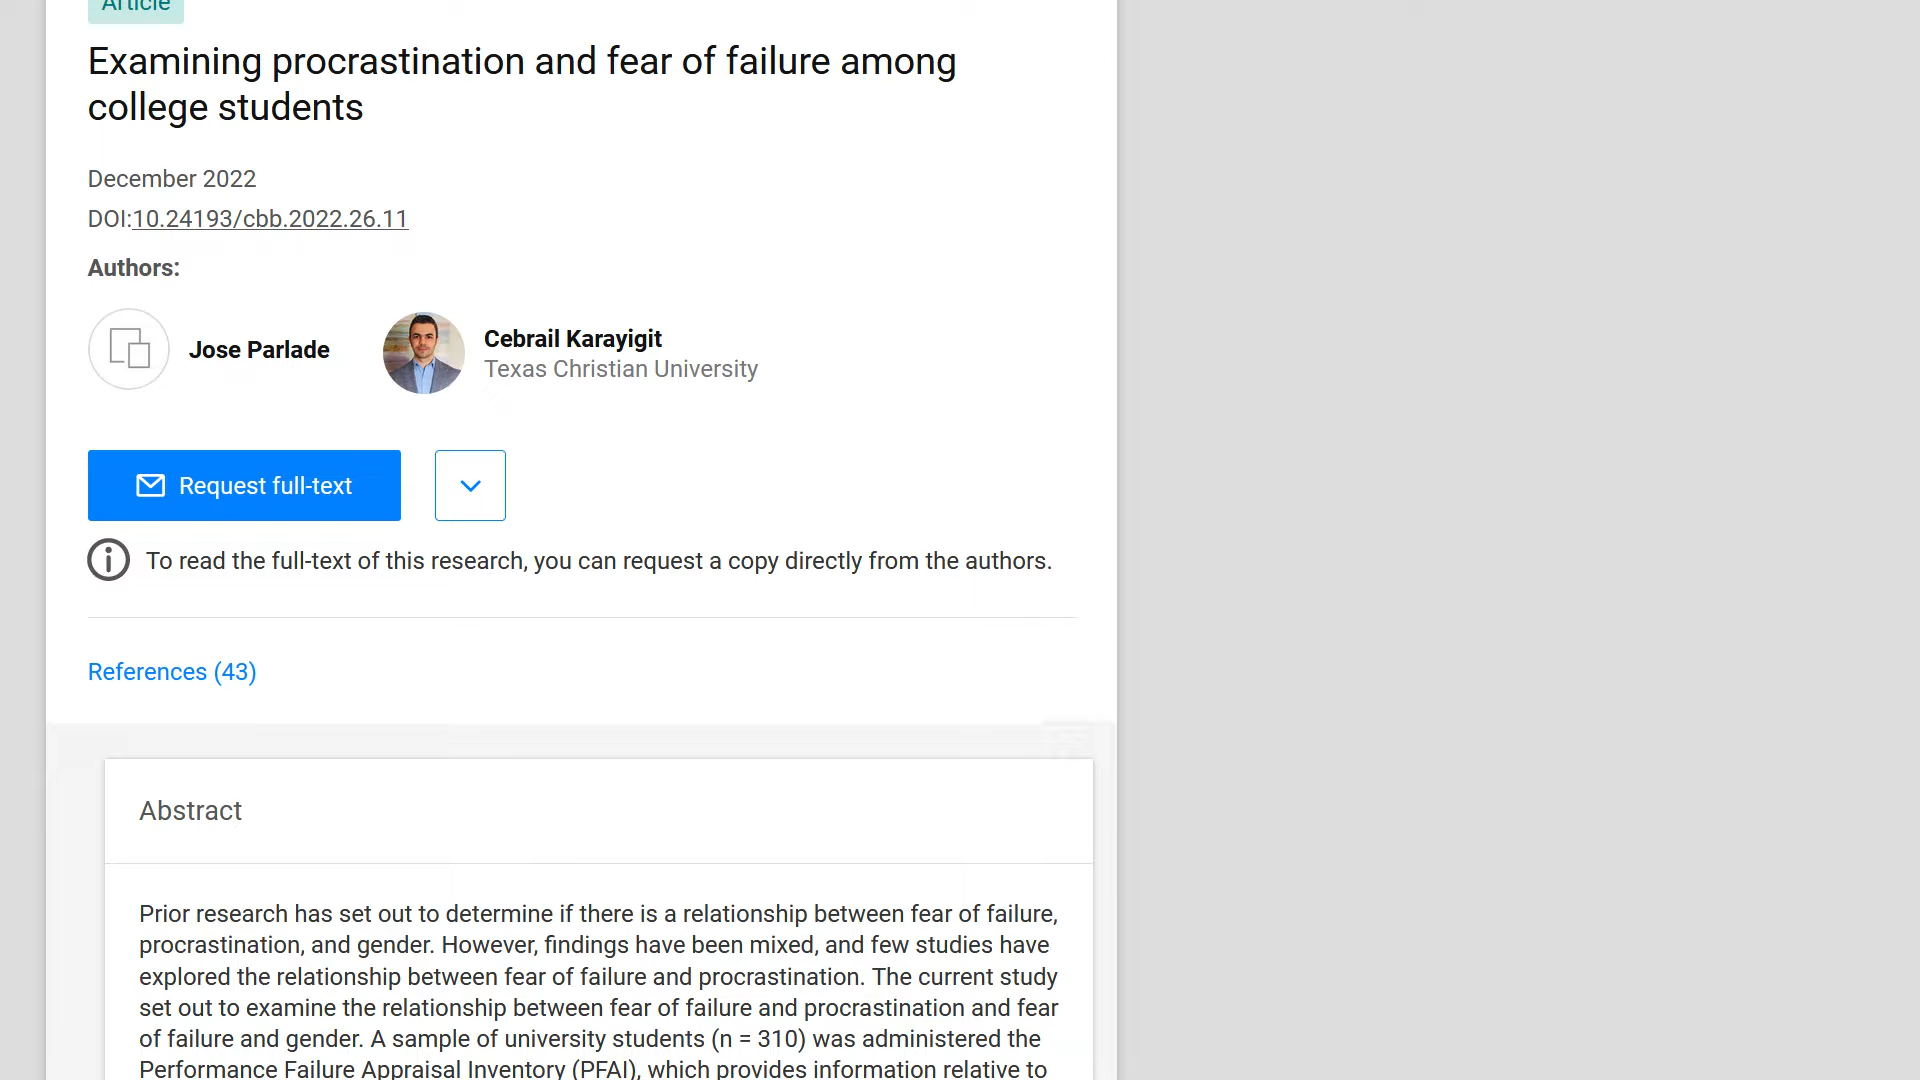 Article
Examining procrastination and fear of failure among
college students
December 2022
DOI:10.24193/cbb.2022.26.11
Authors:
Jose Parlade
Cebrail Karayigit
Texas Christian University
Request full-text
To read the full-text of this research, you can request a copy directly from the authors.
References (43)
Abstract
Prior research has set out to determine if there is a relationship between fear of failure,
procrastination, and gender. However, findings have been mixed, and few studies have
explored the relationship between fear of failure and procrastination. The current study
set out to examine the relationship between fear of failure and procrastination and fear
of failure and gender. A sample of university students (n = 310) was administered the
Performance Failure Appraisal Inventory (PFAI), which provides information relative to